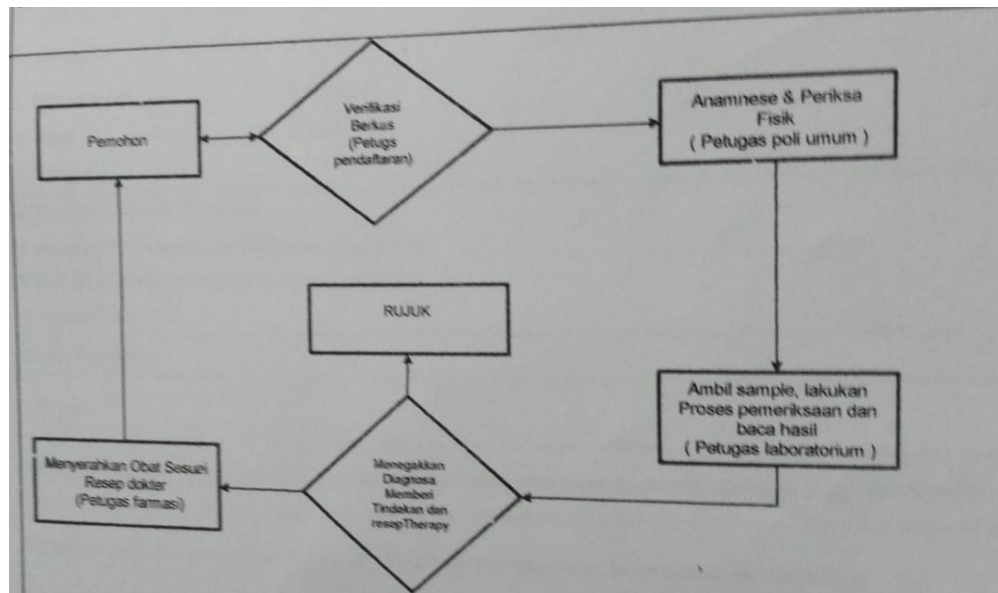 Pemohon
Verifikasi
Berkas
(Petugs
pendaftaran)
Anamnese & Periksa
Fisik
( Petugas poli umum )
RUJUK
Ambil sample, lakukan
Proses pemeriksaan dan
baca hasil
( Petugas laboratorium )
Menegakkan
Diagnosa
Memberi
Tindakan dan
resepTherapy
Menyerahkan Obat Sesuai
Resep dokter
(Petugas farmasi)